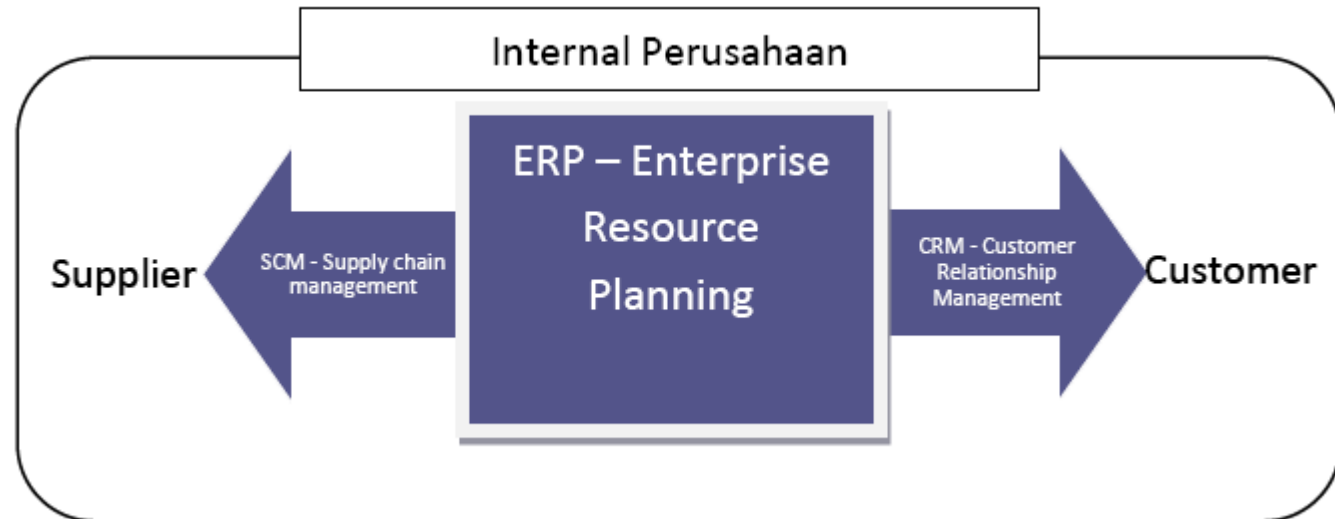 Internal Perusahaan
ERP – Enterprise
Resource
Planning
Supplier
SCM - Supply chain
management
CRM - Customer
Relationship
Management
Customer